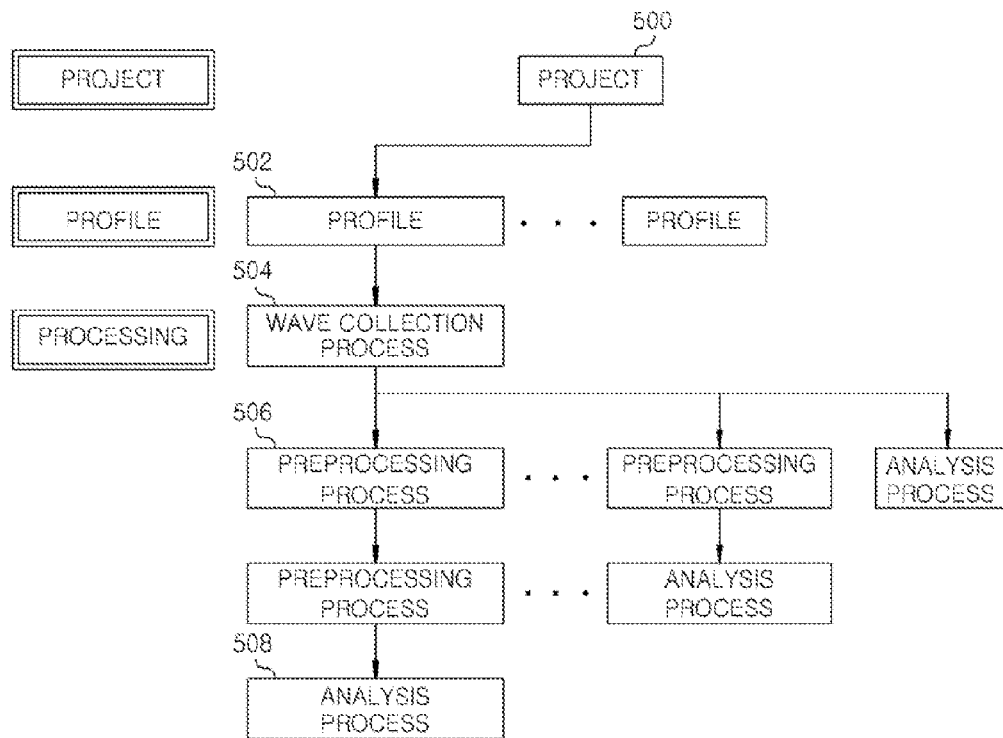 500
PROJECT
PROJECT
502
PROFILE
PROFILE
PROFILE
504
PROCESSING
WAVE COLLECTION
PROCESS
506
PREPROCESSING
PROCESS
PREPROCESSING
PROCESS
ANALYSIS
PROCESS
PREPROCESSING
PROCESS
ANALYSIS
PROCESS
508
ANALYSIS
PROCESS